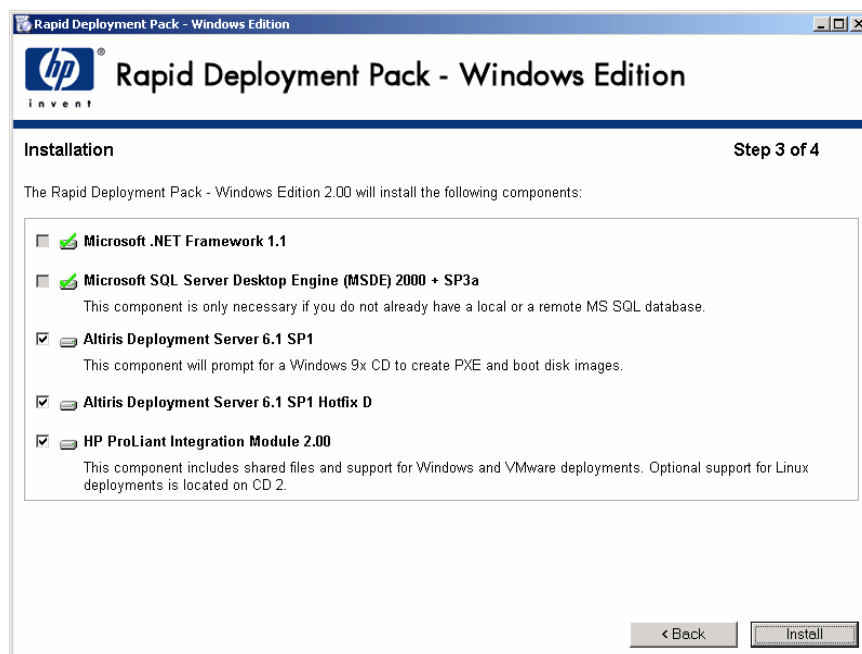 Rapid Deployment Pack - Windows Edition
hp
®
invent
Rapid Deployment Pack - Windows Edition
Installation
Step 3 of 4
The Rapid Deployment Pack - Windows Edition 2.00 will install the following components:
Microsoft .NET Framework 1.1
Microsoft SQL Server Desktop Engine (MSDE) 2000 + SP3a
This component is only necessary if you do not already have a local or a remote MS SQL database.
Altiris Deployment Server 6.1 SP1
This component will prompt for a Windows 9x CD to create PXE and boot disk images.
Altiris Deployment Server 6.1 SP1 Hotfix D
HP ProLiant Integration Module 2.00
This component includes shared files and support for Windows and VMware deployments. Optional support for Linux
deployments is located on CD 2.
< Back
Install